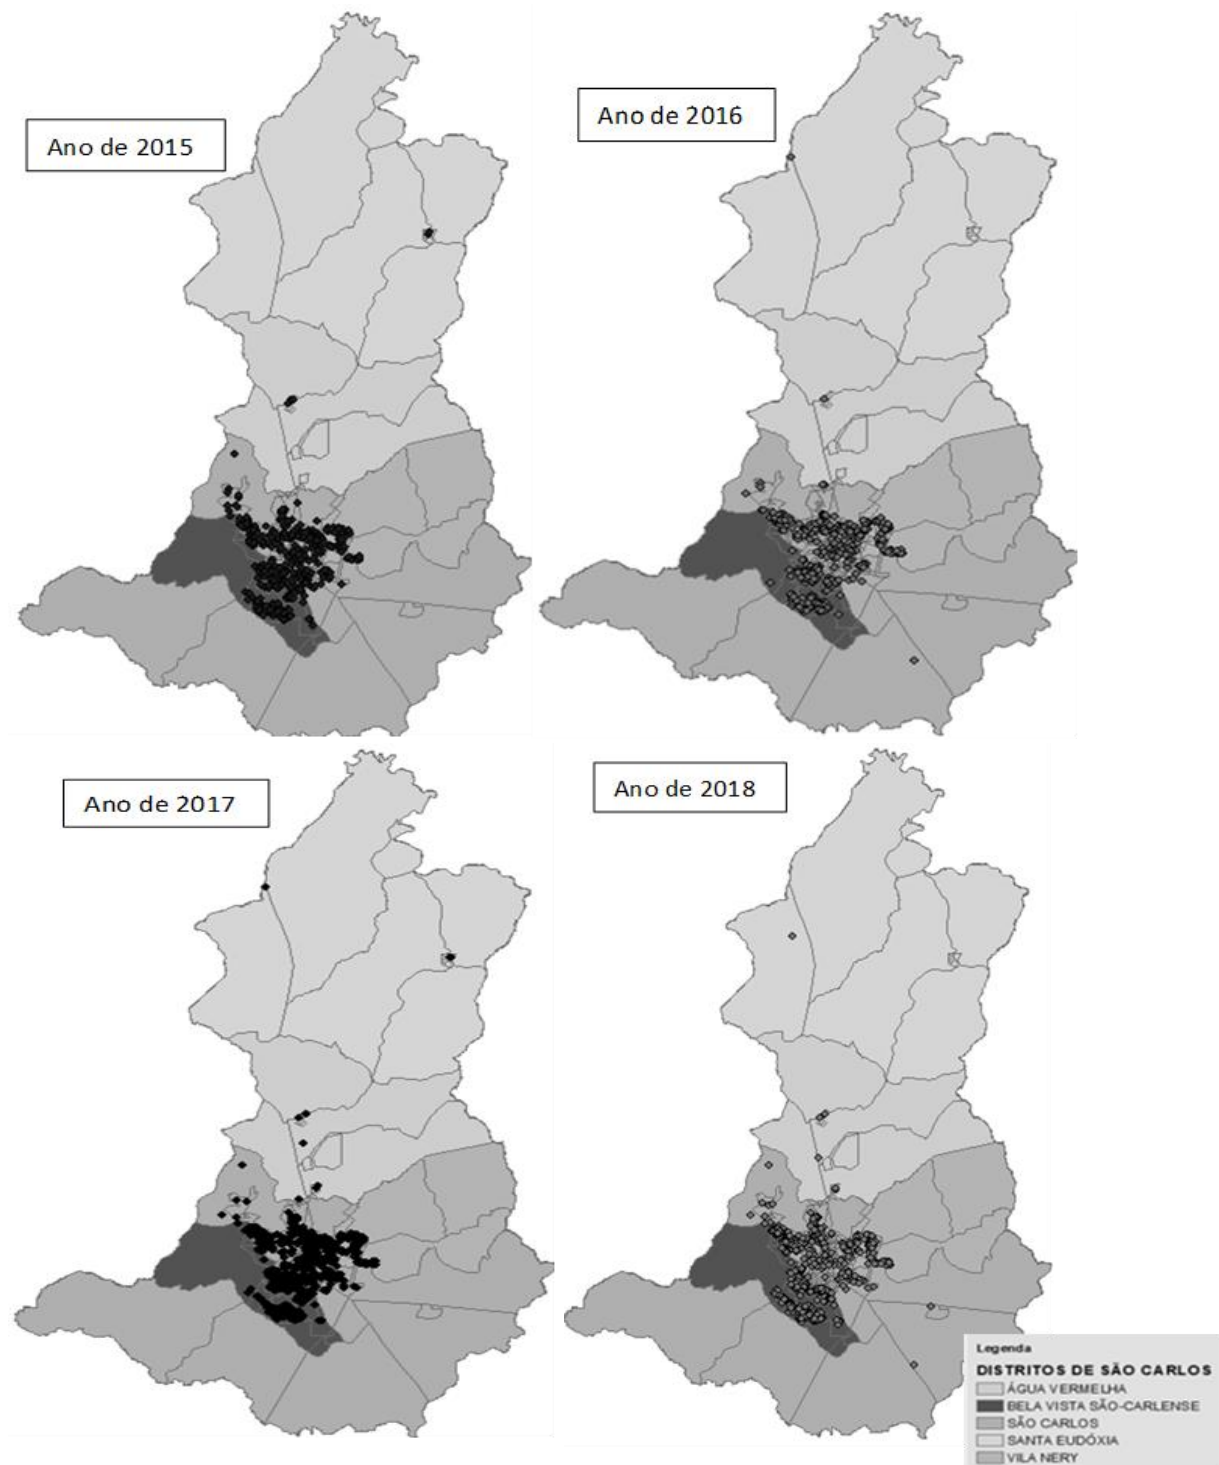 Ano de 2015
Ano de 2016
Ano de 2017
Ano de 2018
Legenda
DISTRITOS DE SÃO CARLOS
ÁGUA VERMELHA
BELA VISTA SÃO-CARLENSE
SÃO CARLOS
SANTA EUDÓXIA
VILA NERY